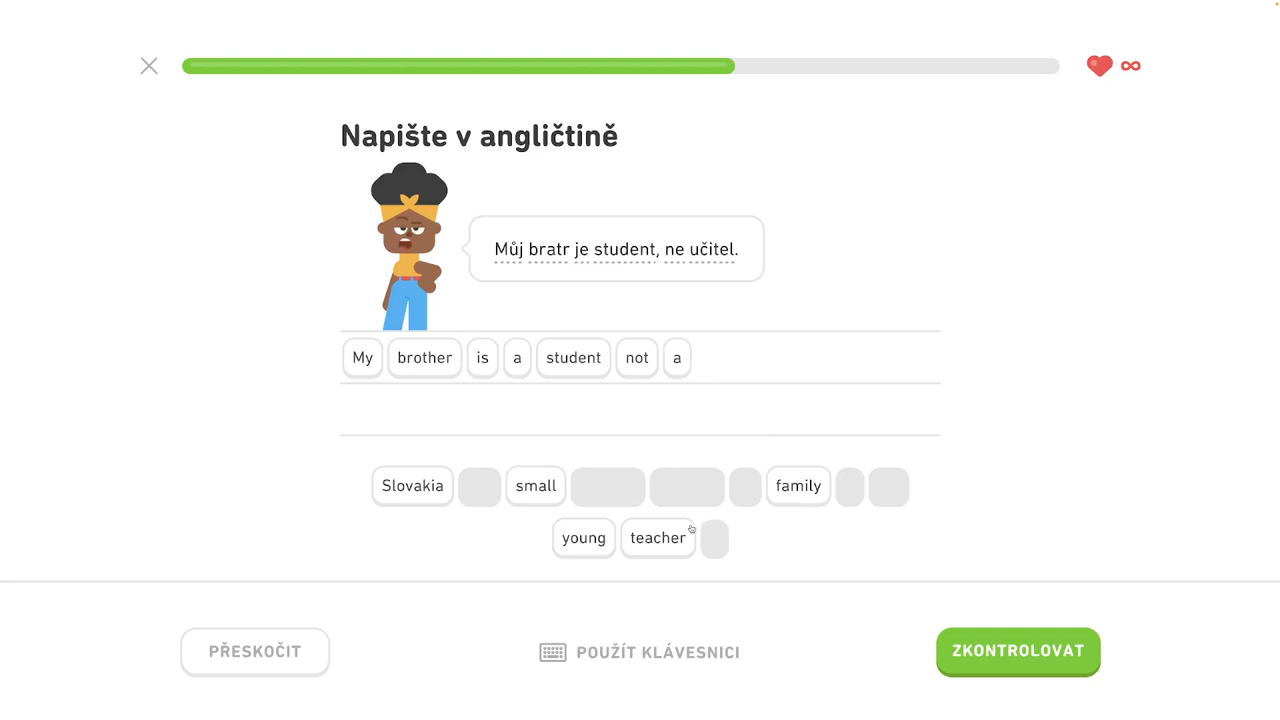 Napište v angličtině
Můj bratr je student, ne učitel.
My brother is a student not a
Slovakia small family
young teacher
PŘESKOČIT POUŽÍT KLÁVESNICI ZKONTROLOVAT